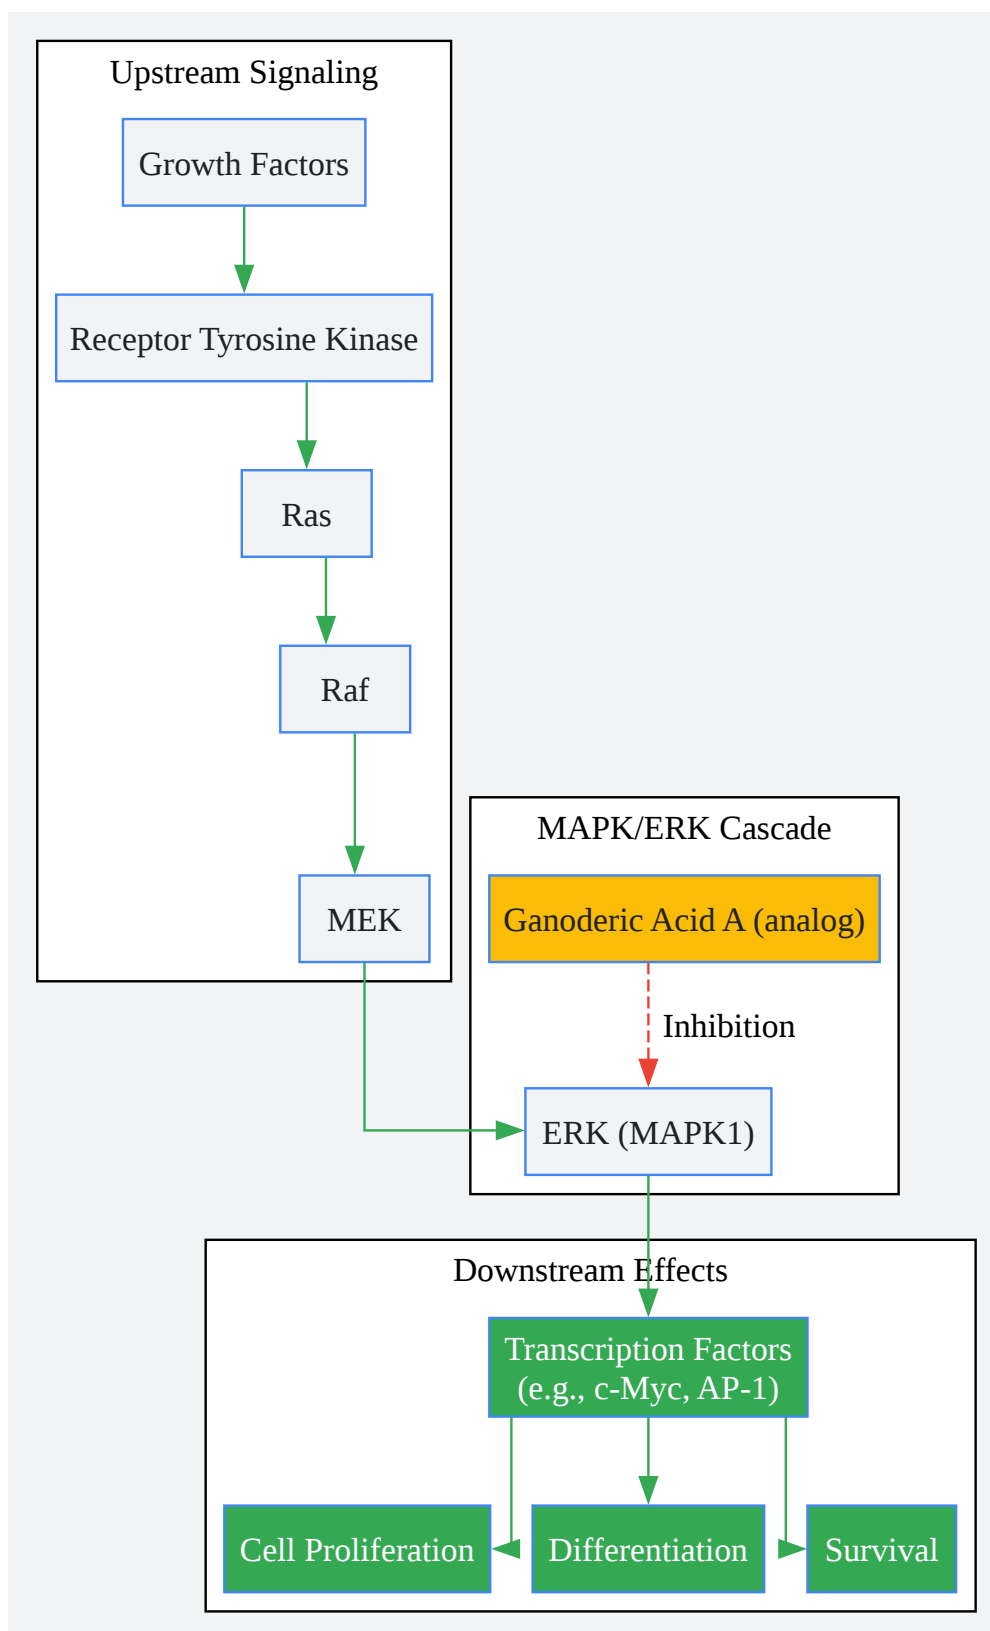 Upstream Signaling
Growth Factors
Receptor Tyrosine Kinase
Ras
Raf
MEK
MAPK/ERK Cascade
Ganoderic Acid A (analog)
Inhibition
ERK (MAPK1)
Downstream Effects
Transcription Factors
(e.g., c-Myc, AP-1)
Cell Proliferation
Differentiation
Survival